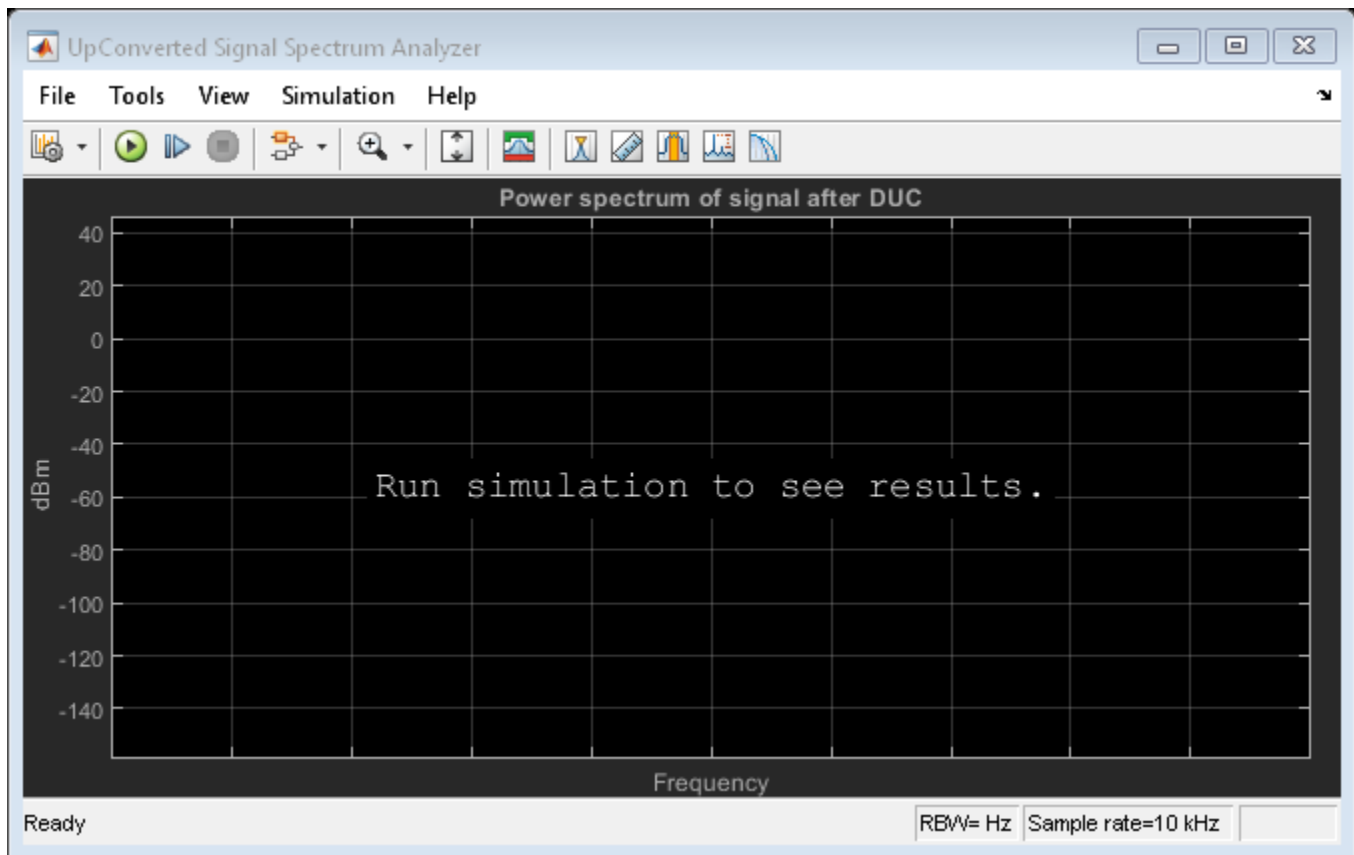 UpConverted Signal Spectrum Analyzer
File Tools View Simulation Help
Power spectrum of signal after DUC
40
20
0
-20
-40
-60
-80
-100
-120
-140
dBm
Run simulation to see results.
Frequency
Ready RBW= Hz Sample rate=10 kHz